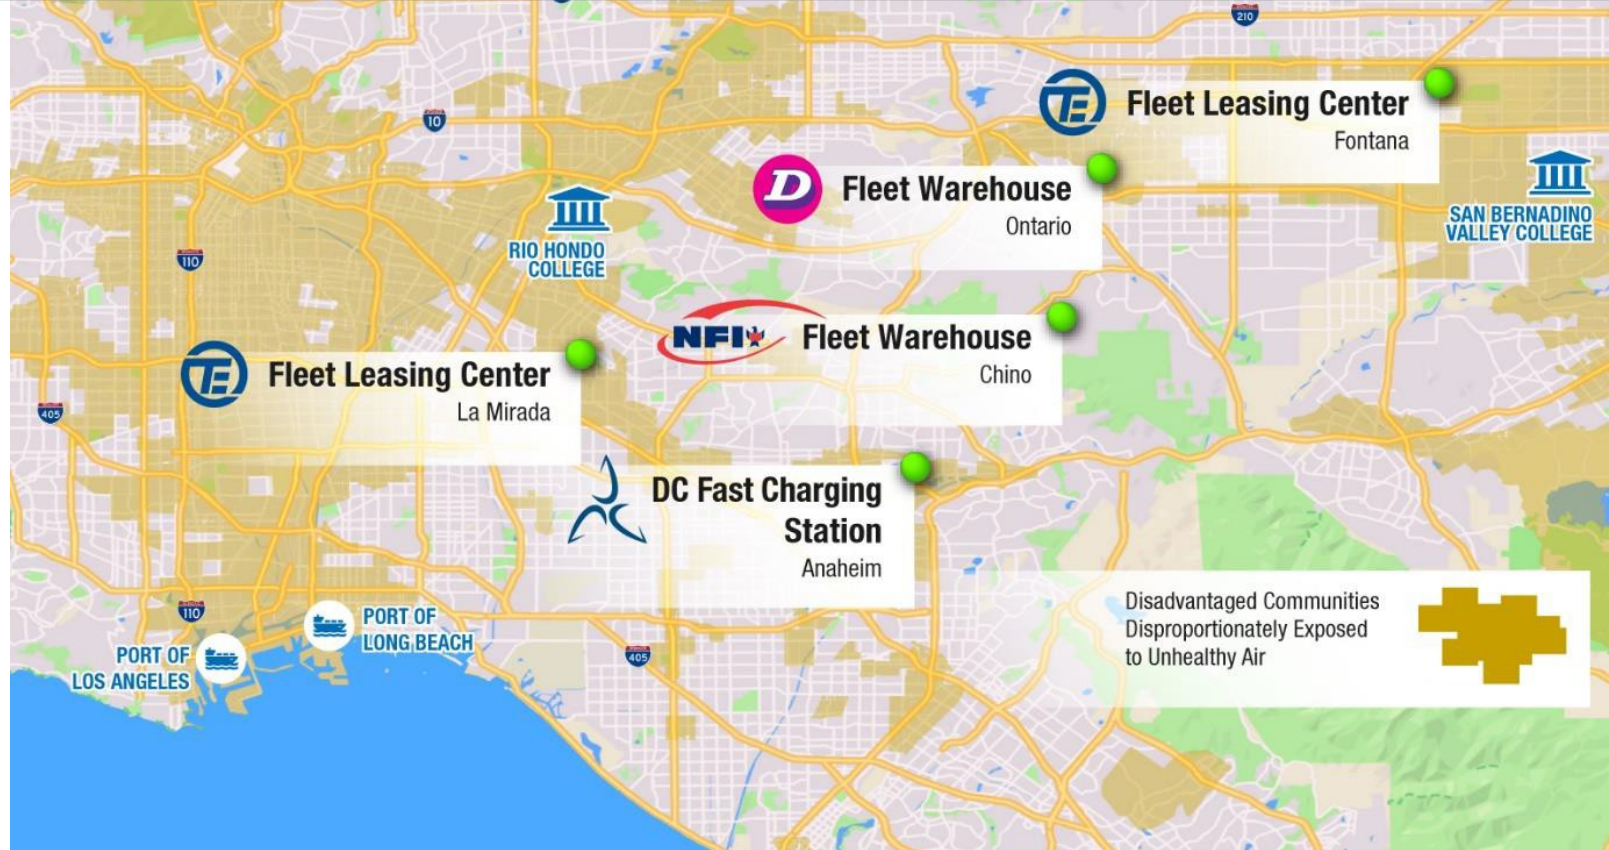 210
10
TE
Fleet Leasing Center
Fontana
D
Fleet Warehouse
Ontario
SAN BERNADINO
VALLEY COLLEGE
RIO HONDO
COLLEGE
110
NFI
Fleet Warehouse
Chino
TE
Fleet Leasing Center
La Mirada
405
DC Fast Charging
Station
Anaheim
Disadvantaged Communities
Disproportionately Exposed
to Unhealthy Air
110
PORT OF
LONG BEACH
PORT OF
LOS ANGELES
405